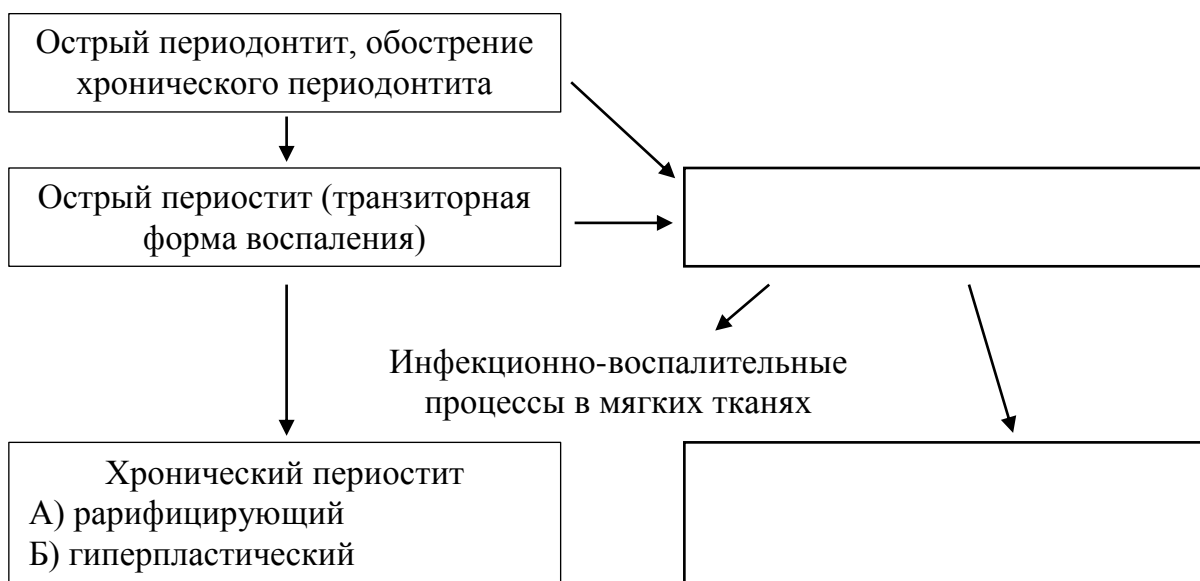 Острый периодонтит, обострение
хронического периодонтита
Острый периостит (транзиторная
форма воспаления)
Инфекционно-воспалительные
процессы в мягких тканях
Хронический периостит
А) рарифицирующий
Б) гиперпластический